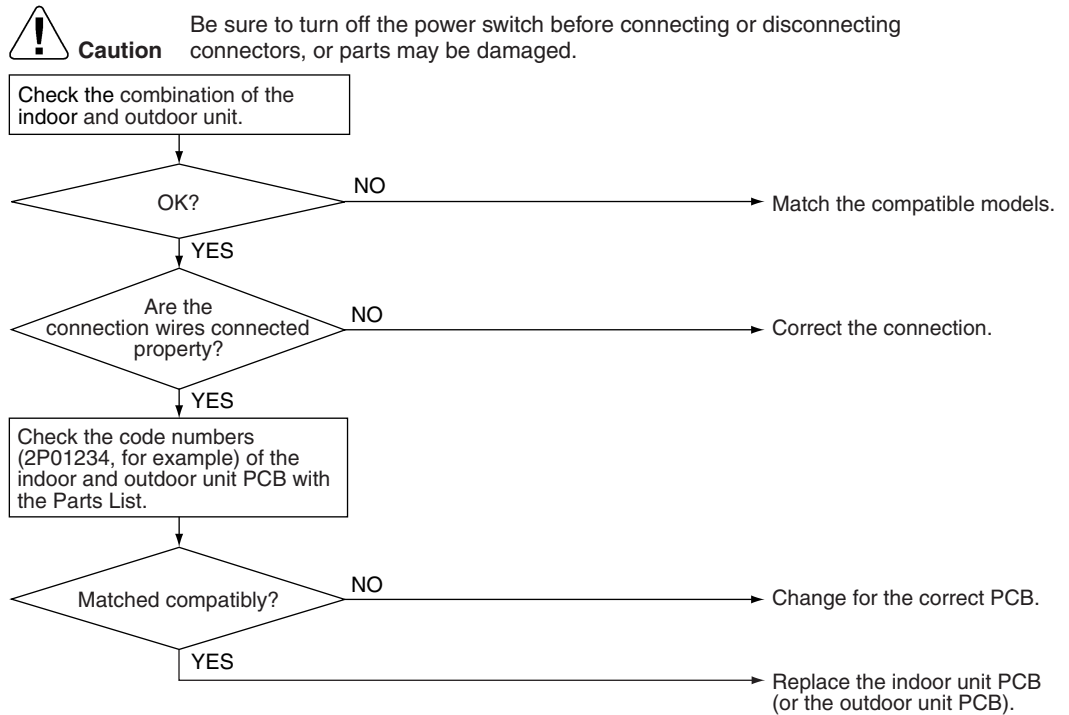 Be sure to turn off the power switch before connecting or disconnecting
Caution connectors, or parts may be damaged.
Check the combination of the
indoor and outdoor unit.
OK?
NO
Match the compatible models.
YES
Are the
connection wires connected
property?
NO
Correct the connection.
YES
Check the code numbers
(2P01234, for example) of the
indoor and outdoor unit PCB with
the Parts List.
Matched compatibly?
NO
Change for the correct PCB.
YES
Replace the indoor unit PCB
(or the outdoor unit PCB).